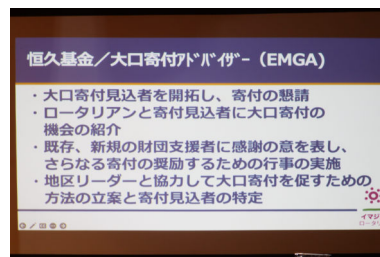 恒久基金／大口寄付ｱﾄﾞﾊﾞｲｻﾞｰ（EMGA)
・大口寄付見込者を開拓し、寄付の懇請
・ロータリアンと寄付見込者に大口寄付の
機会の紹介
・既存、新規の財団支援者に感謝の意を表し、
さらなる寄付の奨励するための行事の実施
・地区リーダーと協力して大口寄付を促すための
方法の立案と寄付見込者の特定
イマジ